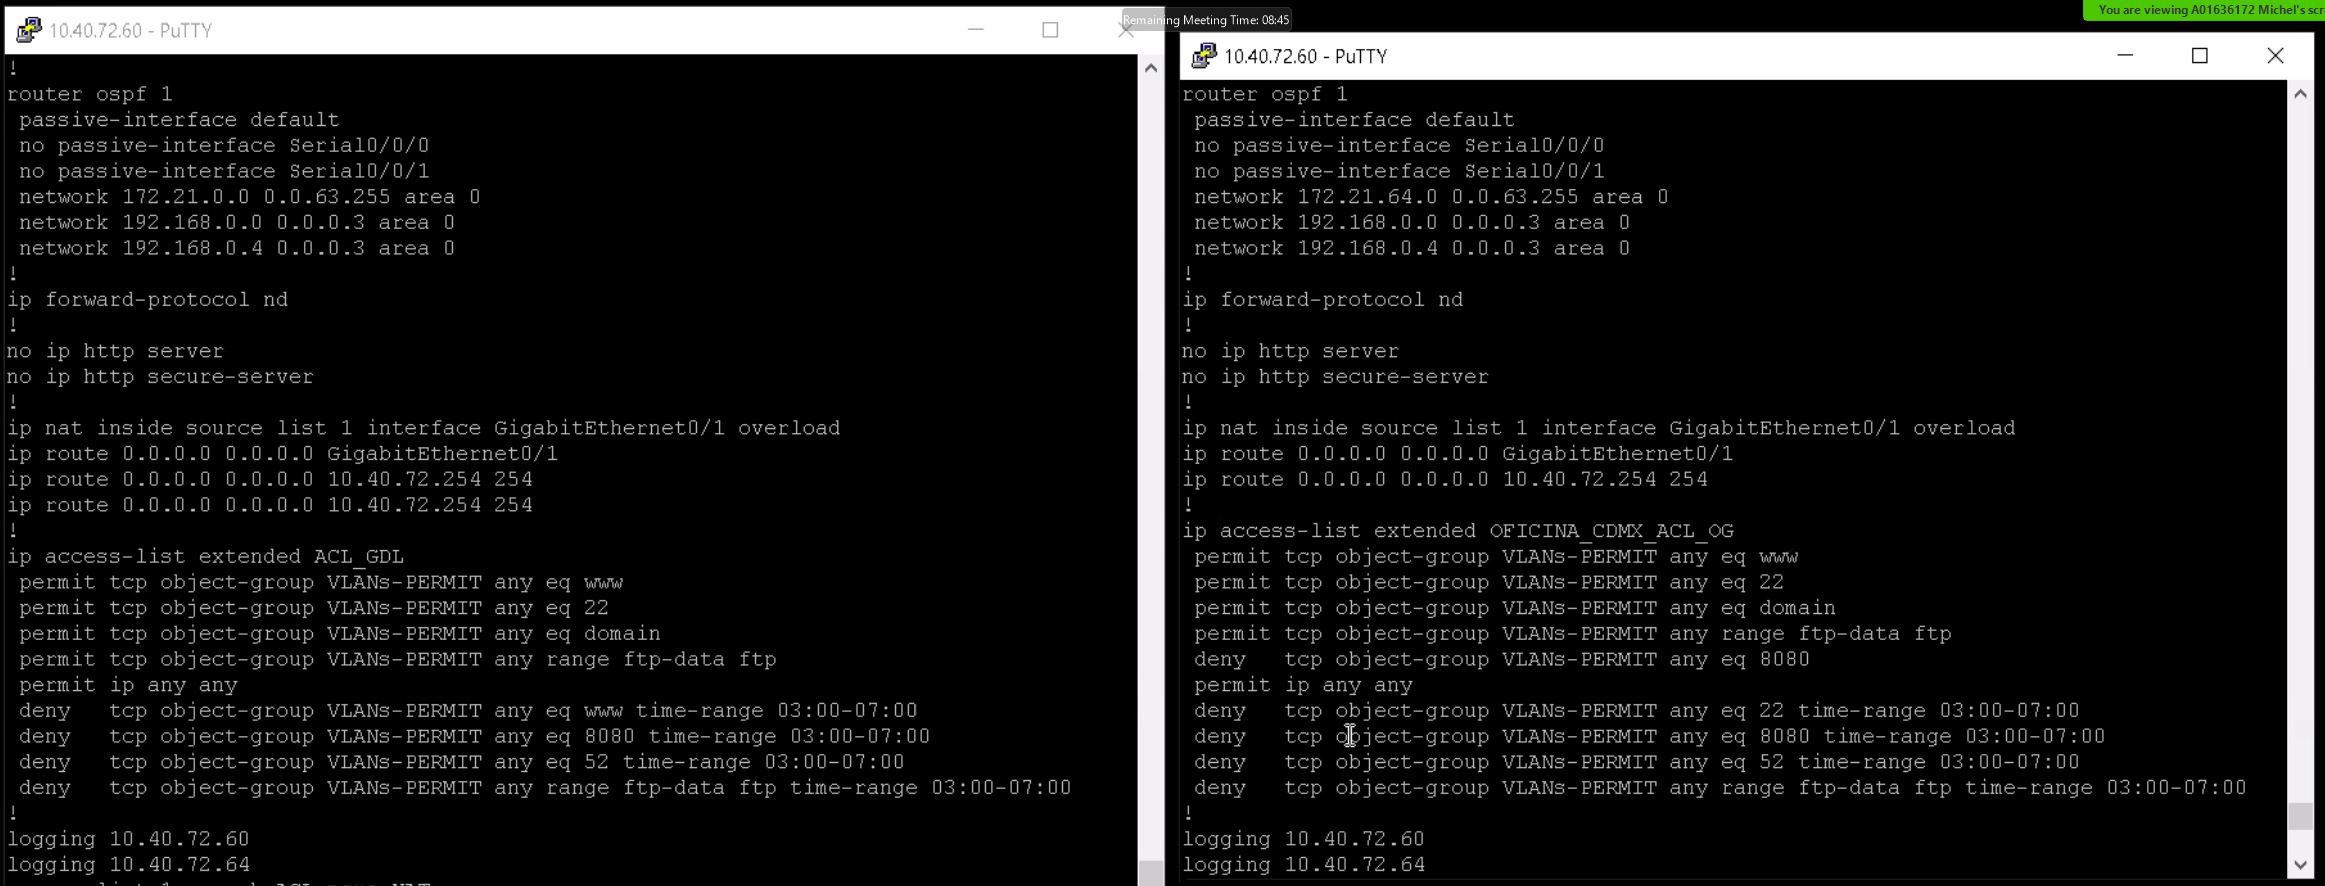 Remaining Meeting Time: 08:45
You are viewing A01636172 Michel's scr
10.40.72.60 - PuTTY
!
router ospf 1
 passive-interface default
 no passive-interface Serial0/0/0
 no passive-interface Serial0/0/1
 network 172.21.0.0 0.0.63.255 area 0
 network 192.168.0.0 0.0.0.3 area 0
 network 192.168.0.4 0.0.0.3 area 0
!
ip forward-protocol nd
!
no ip http server
no ip http secure-server
!
ip nat inside source list 1 interface GigabitEthernet0/1 overload
ip route 0.0.0.0 0.0.0.0 GigabitEthernet0/1
ip route 0.0.0.0 0.0.0.0 10.40.72.254 254
ip route 0.0.0.0 0.0.0.0 10.40.72.254 254
!
ip access-list extended ACL_GDL
 permit tcp object-group VLANs-PERMIT any eq www
 permit tcp object-group VLANs-PERMIT any eq 22
 permit tcp object-group VLANs-PERMIT any eq domain
 permit tcp object-group VLANs-PERMIT any range ftp-data ftp
 permit ip any any
 deny   tcp object-group VLANs-PERMIT any eq www time-range 03:00-07:00
 deny   tcp object-group VLANs-PERMIT any eq 8080 time-range 03:00-07:00
 deny   tcp object-group VLANs-PERMIT any eq 52 time-range 03:00-07:00
 deny   tcp object-group VLANs-PERMIT any range ftp-data ftp time-range 03:00-07:00
!
logging 10.40.72.60
logging 10.40.72.64
10.40.72.60 - PuTTY
router ospf 1
 passive-interface default
 no passive-interface Serial0/0/0
 no passive-interface Serial0/0/1
 network 172.21.64.0 0.0.63.255 area 0
 network 192.168.0.0 0.0.0.3 area 0
 network 192.168.0.4 0.0.0.3 area 0
!
ip forward-protocol nd
!
no ip http server
no ip http secure-server
!
ip nat inside source list 1 interface GigabitEthernet0/1 overload
ip route 0.0.0.0 0.0.0.0 GigabitEthernet0/1
ip route 0.0.0.0 0.0.0.0 10.40.72.254 254
!
ip access-list extended OFICINA_CDMX_ACL_OG
 permit tcp object-group VLANs-PERMIT any eq www
 permit tcp object-group VLANs-PERMIT any eq 22
 permit tcp object-group VLANs-PERMIT any eq domain
 permit tcp object-group VLANs-PERMIT any range ftp-data ftp
 deny   tcp object-group VLANs-PERMIT any eq 8080
 permit ip any any
 deny   tcp object-group VLANs-PERMIT any eq 22 time-range 03:00-07:00
 deny   tcp object-group VLANs-PERMIT any eq 8080 time-range 03:00-07:00
 deny   tcp object-group VLANs-PERMIT any eq 52 time-range 03:00-07:00
 deny   tcp object-group VLANs-PERMIT any range ftp-data ftp time-range 03:00-07:00
!
logging 10.40.72.60
logging 10.40.72.64